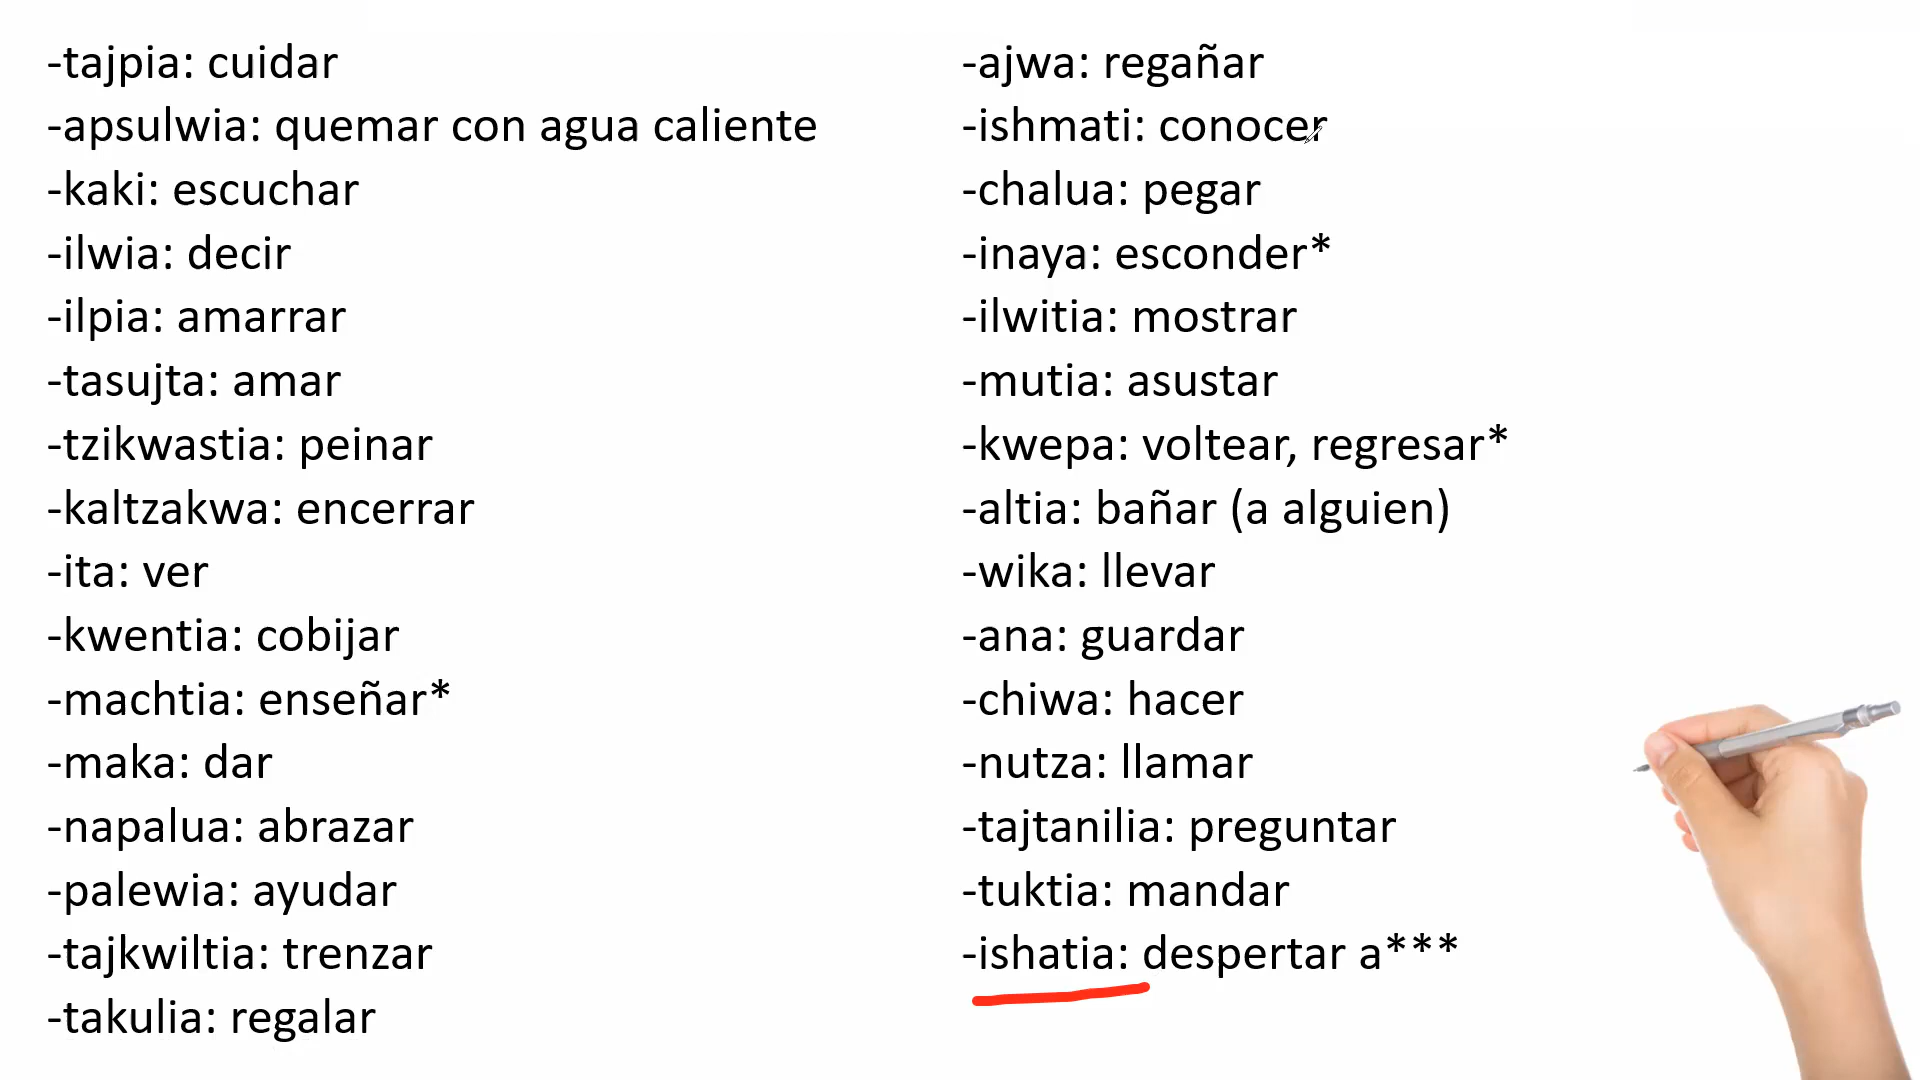 -tajpia: cuidar
-apsulwia: quemar con agua caliente
-kaki: escuchar
-ilwia: decir
-ilpia: amarrar
-tasujta: amar
-tzikwastia: peinar
-kaltzakwa: encerrar
-ita: ver
-kwentia: cobijar
-machtia: enseñar*
-maka: dar
-napalua: abrazar
-palewia: ayudar
-tajkwiltia: trenzar
-takulia: regalar
-ajwa: regañar
-ishmati: conocer
-chalua: pegar
-inaya: esconder*
-ilwitia: mostrar
-mutia: asustar
-kwepa: voltear, regresar*
-altia: bañar (a alguien)
-wika: llevar
-ana: guardar
-chiwa: hacer
-nutza: llamar
-tajtanilia: preguntar
-tuktia: mandar
-ishatia: despertar a***